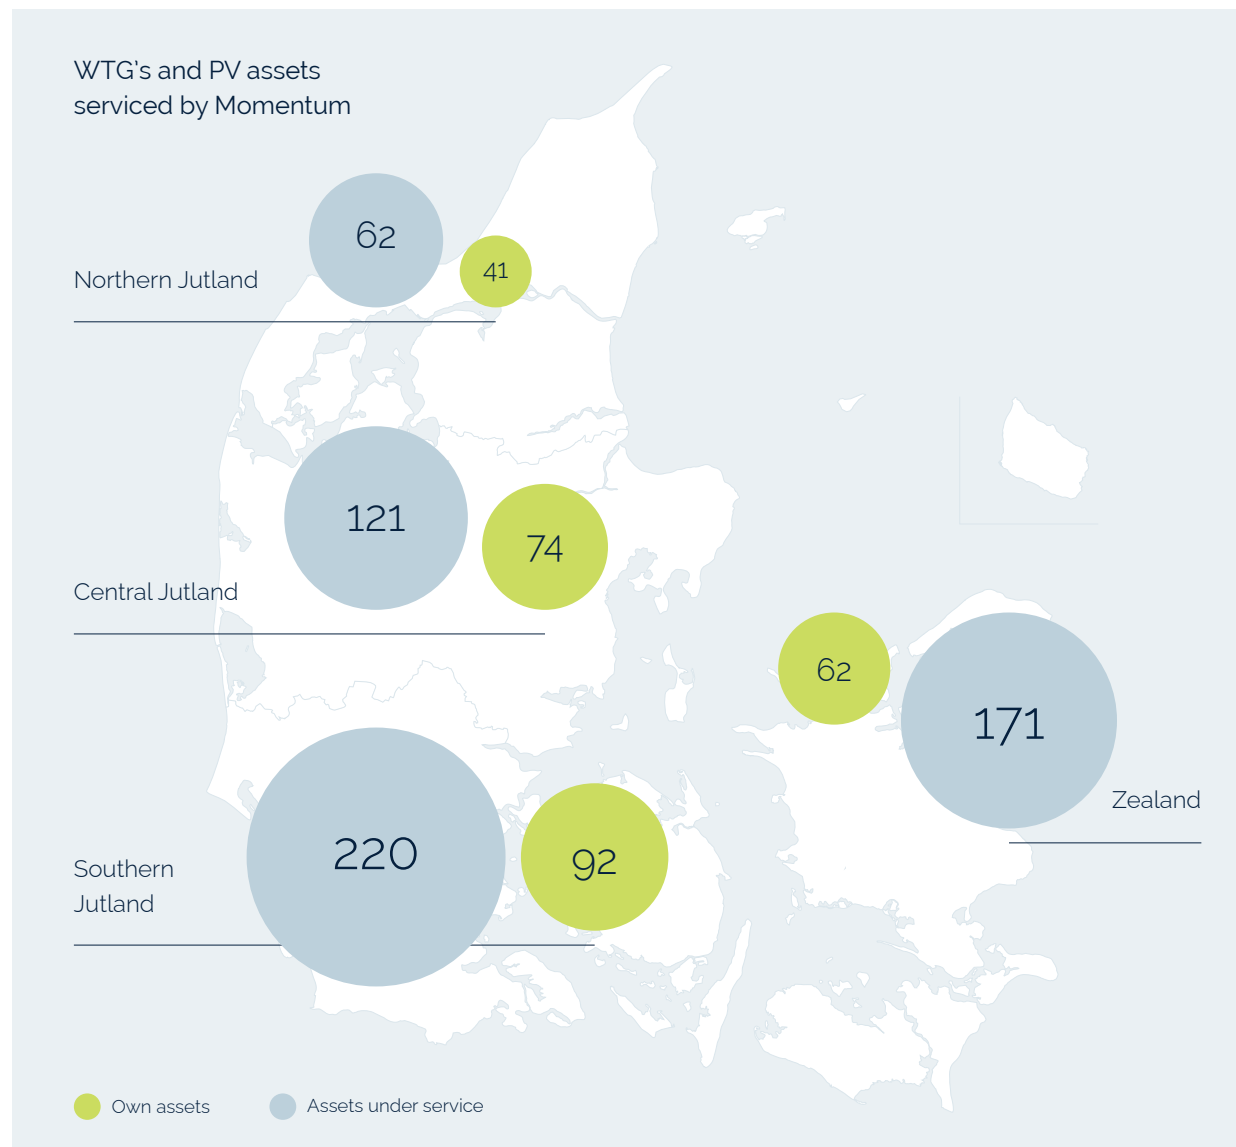 WTG's and PV assets
serviced by Momentum
62
41
Northern Jutland
121
74
Central Jutland
62
171
Zealand
220
92
Southern
Jutland
Own assets
Assets under service